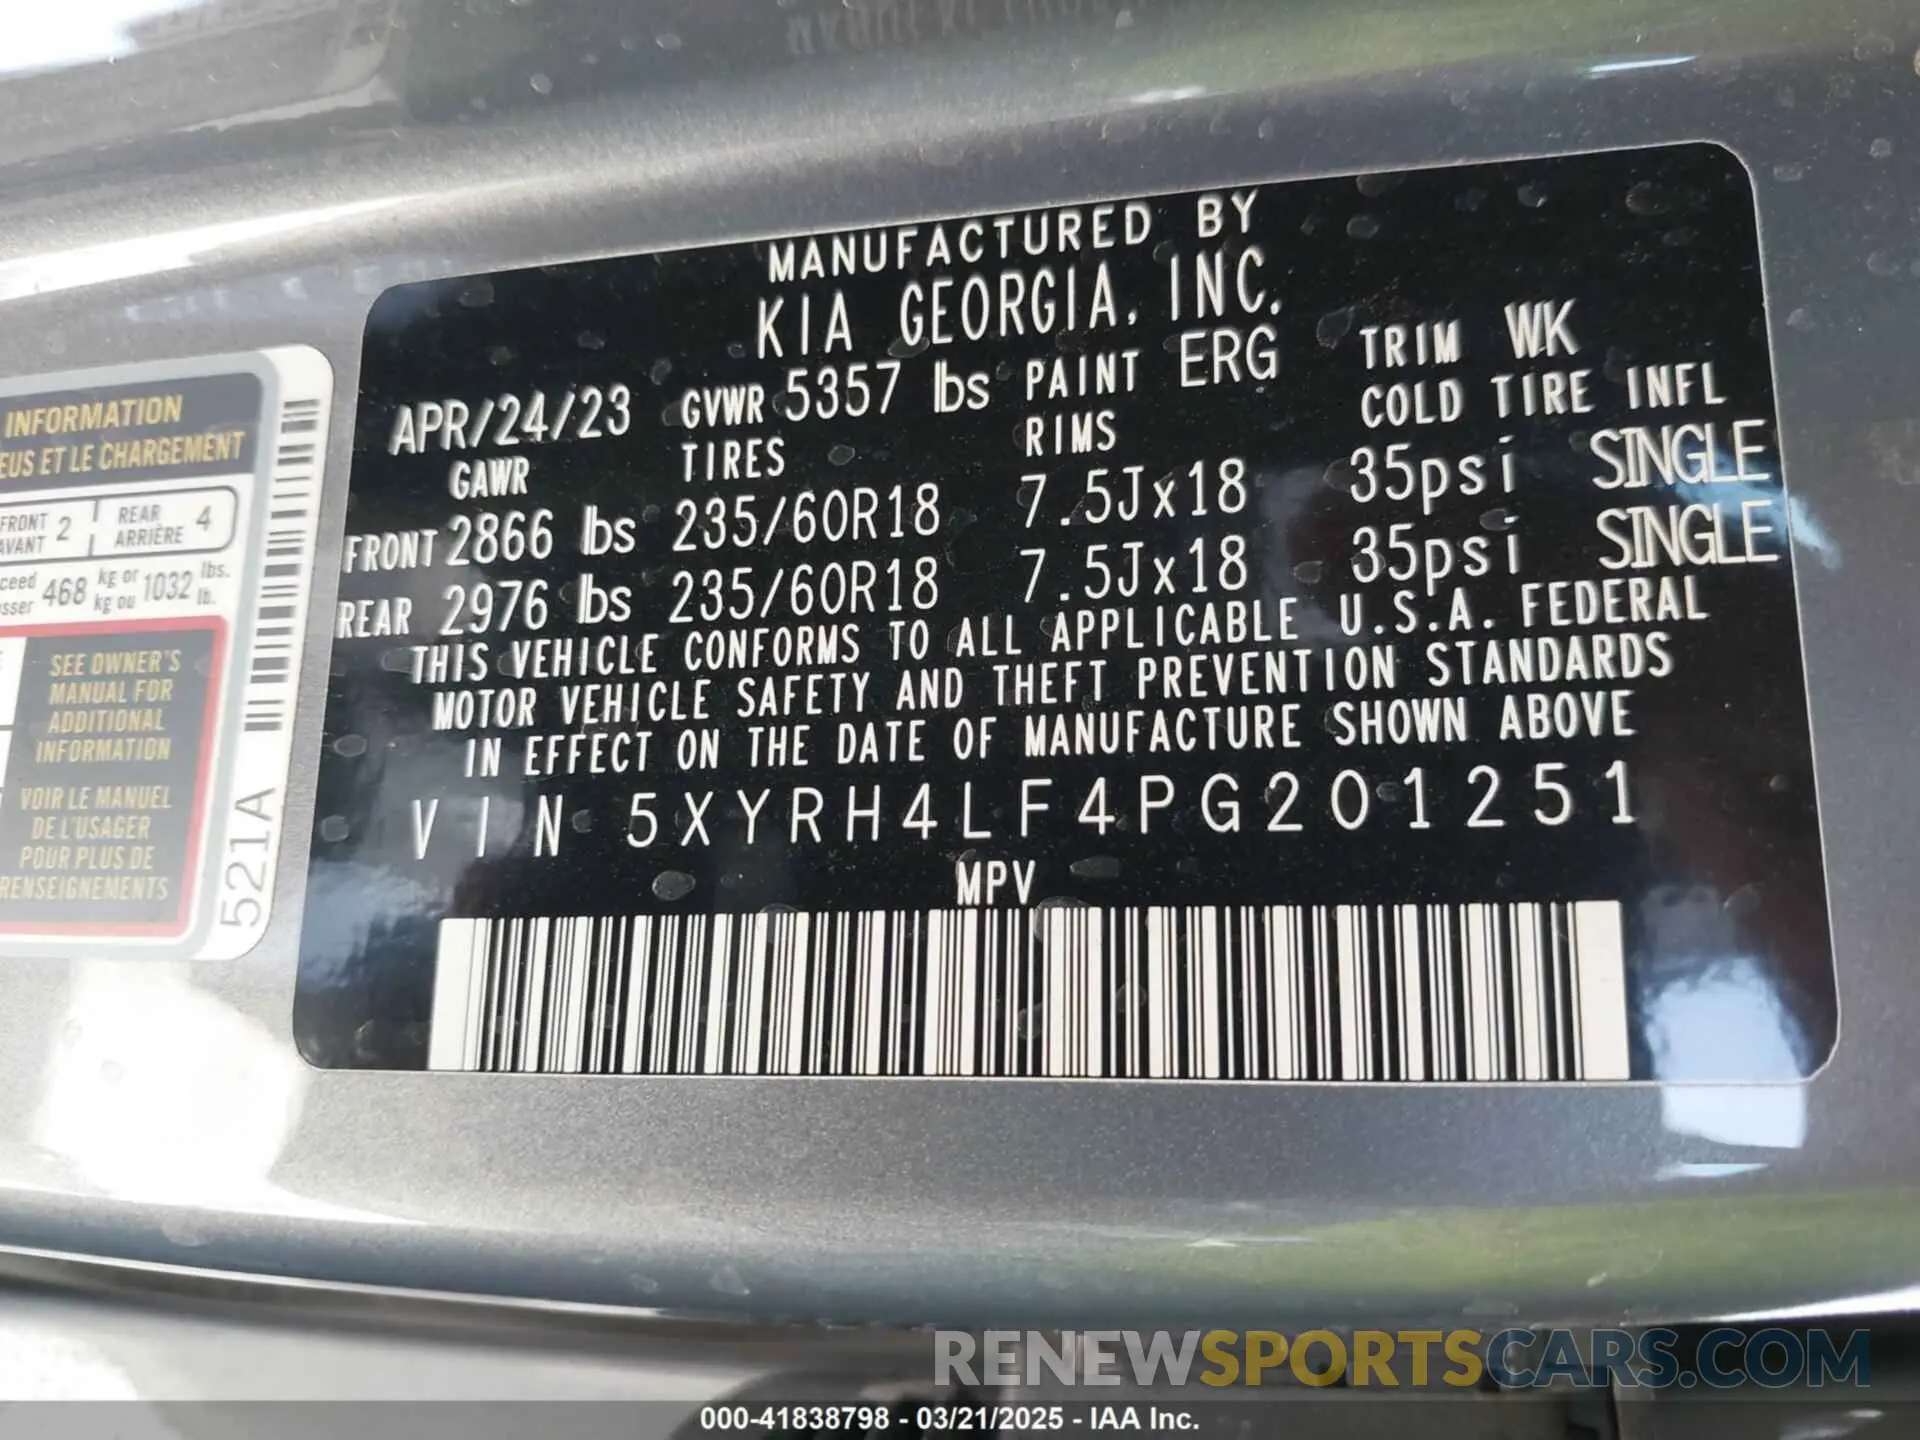 MANUFACTURED BY
KIA GEORGIA, INC.
APR/24/23 GVWR 5357 lbs PAINT ERG TRIM WK
GAWR TIRES RIMS COLD TIRE INFL
FRONT 2866 lbs 235/60R18 7.5Jx18 35psi SINGLE
REAR 2976 lbs 235/60R18 7.5Jx18 35psi SINGLE
THIS VEHICLE CONFORMS TO ALL APPLICABLE U.S.A. FEDERAL
MOTOR VEHICLE SAFETY AND THEFT PREVENTION STANDARDS
IN EFFECT ON THE DATE OF MANUFACTURE SHOWN ABOVE
VIN 5XYRH4LF4PG201251
MPV
INFORMATION
EUS ET LE CHARGEMENT
FRONT 2 REAR 4
AVANT ARRIÈRE
468 kg or 1032 lbs.
kg ou lb.
SEE OWNER'S
MANUAL FOR
ADDITIONAL
INFORMATION
VOIR LE MANUEL
DE L'USAGER
POUR PLUS DE
RENSEIGNEMENTS
521A
RENEWSPORTSCARS.COM
000-41838798 - 03/21/2025 - IAA Inc.